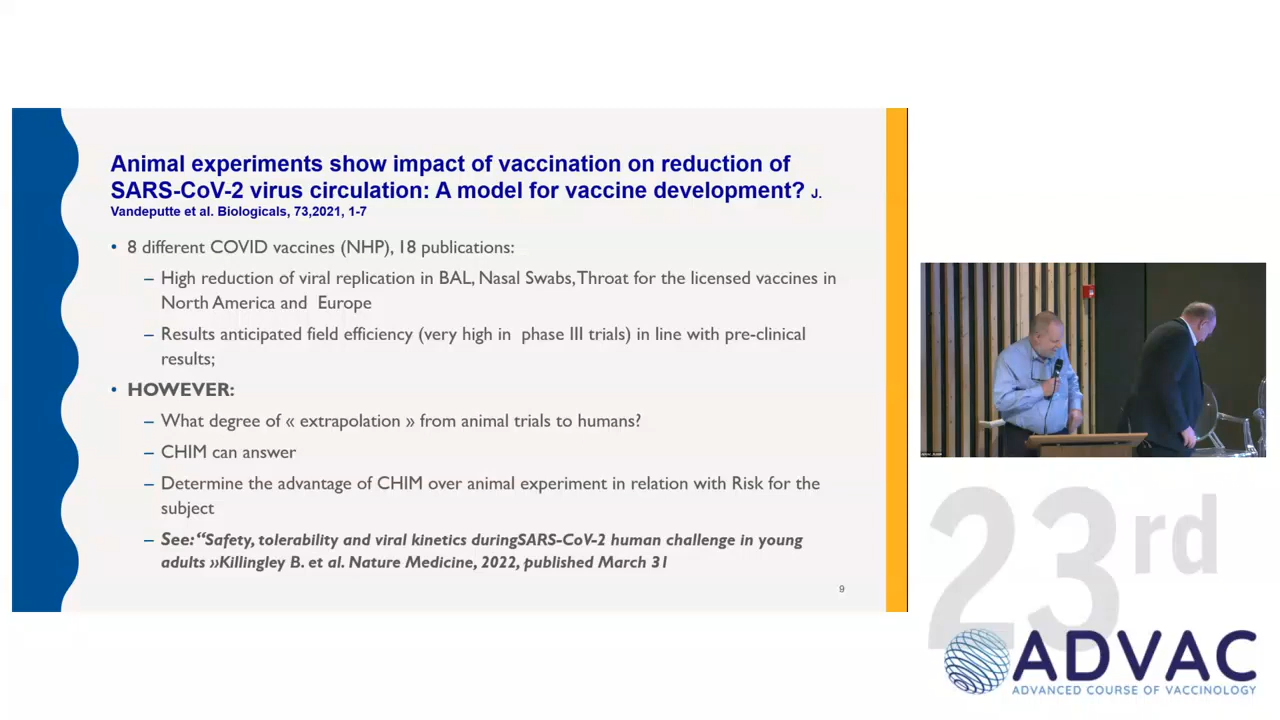 Animal experiments show impact of vaccination on reduction of
SARS-CoV-2 virus circulation: A model for vaccine development? J.
Vandeputte et al. Biologicals, 73,2021, 1-7
• 8 different COVID vaccines (NHP), 18 publications:
– High reduction of viral replication in BAL, Nasal Swabs,Throat for the licensed vaccines in
North America and Europe
– Results anticipated field efficiency (very high in phase III trials) in line with pre-clinical
results;
• HOWEVER:
– What degree of « extrapolation » from animal trials to humans?
– CHIM can answer
– Determine the advantage of CHIM over animal experiment in relation with Risk for the
subject
– See:“Safety, tolerability and viral kinetics duringSARS-CoV-2 human challenge in young
adults »Killingley B. et al. Nature Medicine, 2022, published March 31
9
23rd
ADVAC
ADVANCED COURSE OF VACCINOLOGY